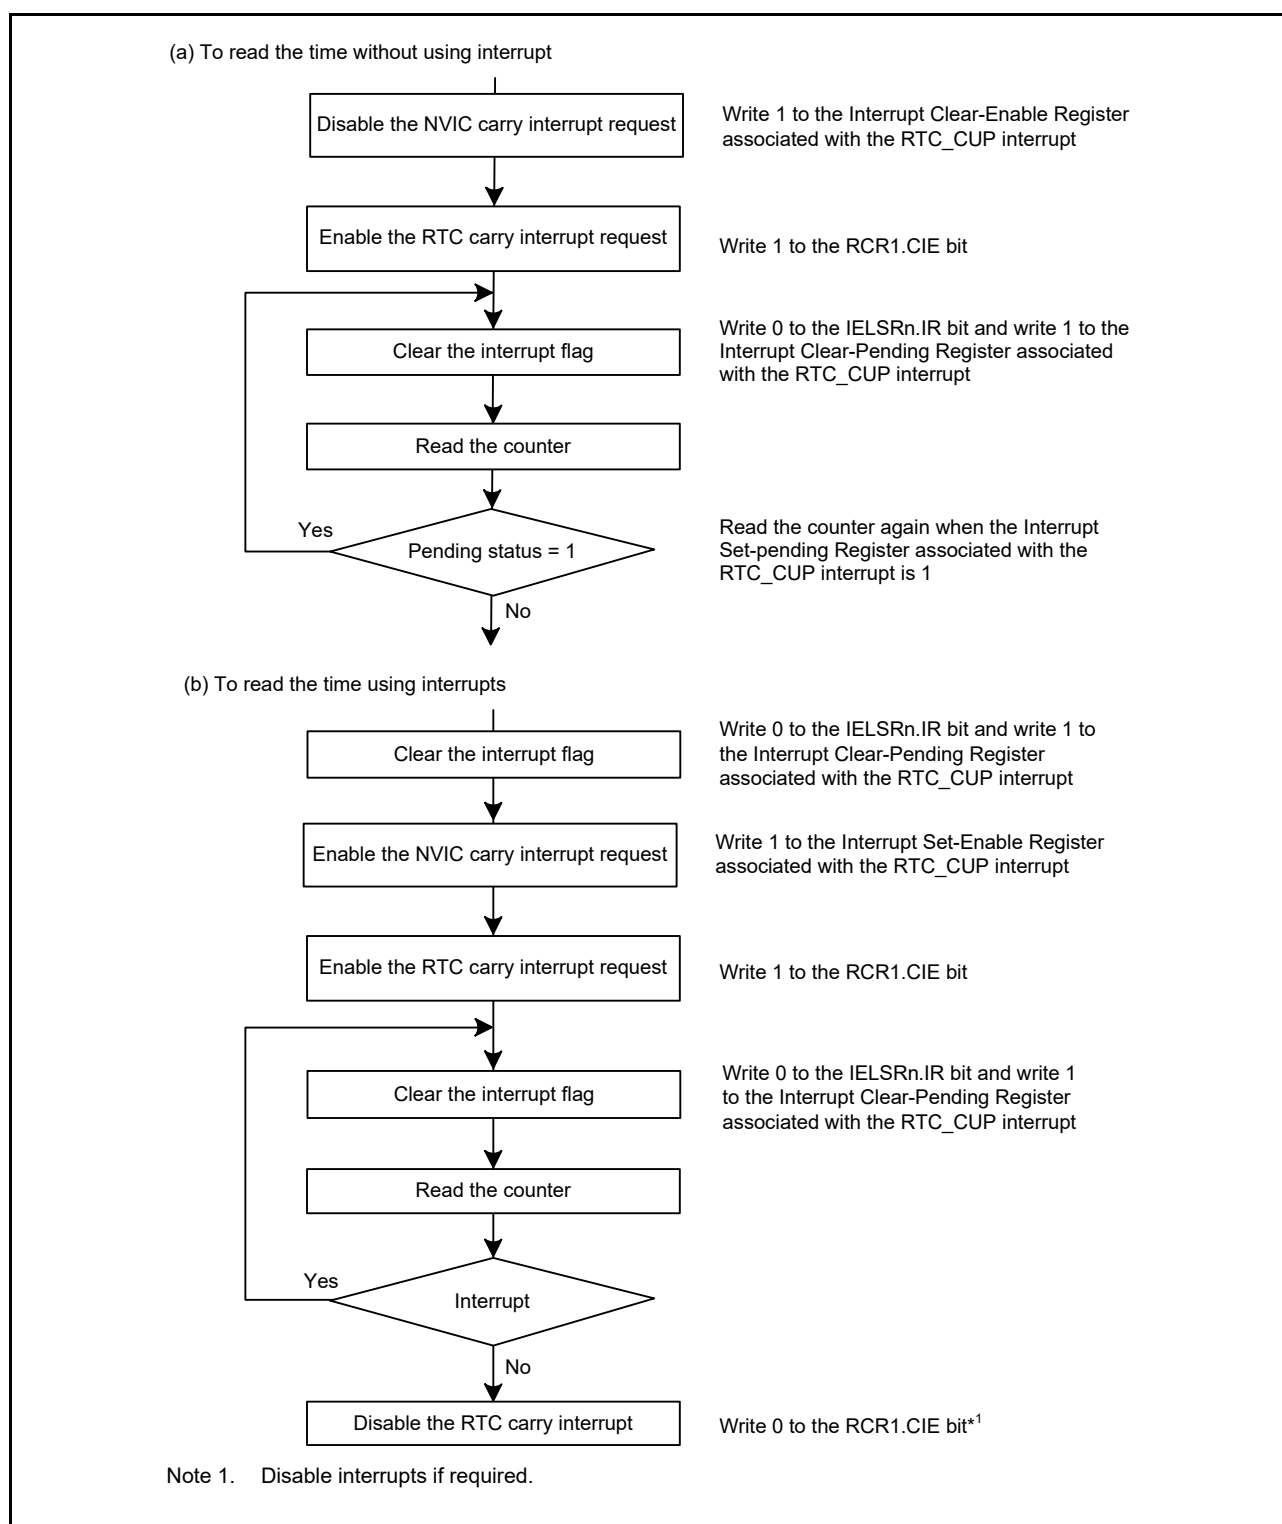 (a) To read the time without using interrupt
Disable the NVIC carry interrupt request
Write 1 to the Interrupt Clear-Enable Register
associated with the RTC_CUP interrupt
Enable the RTC carry interrupt request
Write 1 to the RCR1.CIE bit
Clear the interrupt flag
Write 0 to the IELSRn.IR bit and write 1 to the
Interrupt Clear-Pending Register associated
with the RTC_CUP interrupt
Read the counter
Yes
Pending status = 1
Read the counter again when the Interrupt
Set-pending Register associated with the
RTC_CUP interrupt is 1
No
(b) To read the time using interrupts
Clear the interrupt flag
Write 0 to the IELSRn.IR bit and write 1 to
the Interrupt Clear-Pending Register
associated with the RTC_CUP interrupt
Enable the NVIC carry interrupt request
Write 1 to the Interrupt Set-Enable Register
associated with the RTC_CUP interrupt
Enable the RTC carry interrupt request
Write 1 to the RCR1.CIE bit
Clear the interrupt flag
Write 0 to the IELSRn.IR bit and write 1
to the Interrupt Clear-Pending Register
associated with the RTC_CUP interrupt
Read the counter
Yes
Interrupt
No
Disable the RTC carry interrupt
Write 0 to the RCR1.CIE bit*1
Note 1. Disable interrupts if required.